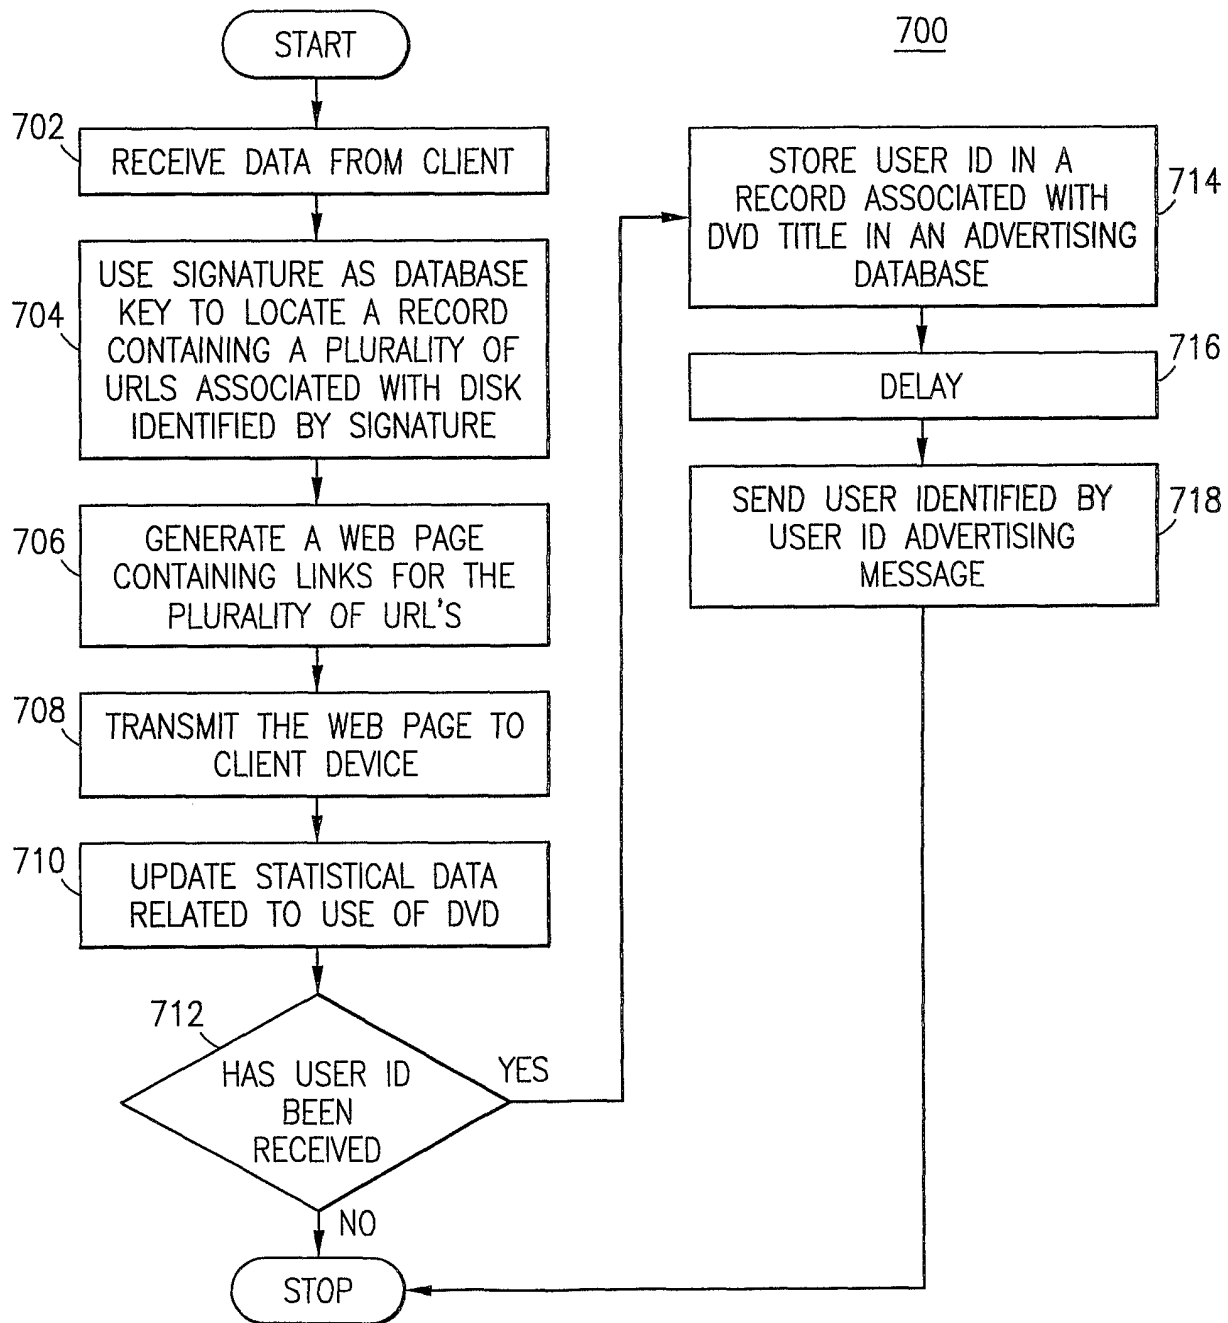 START
700
702
RECEIVE DATA FROM CLIENT
704
USE SIGNATURE AS DATABASE
KEY TO LOCATE A RECORD
CONTAINING A PLURALITY OF
URLS ASSOCIATED WITH DISK
IDENTIFIED BY SIGNATURE
706
GENERATE A WEB PAGE
CONTAINING LINKS FOR THE
PLURALITY OF URL'S
708
TRANSMIT THE WEB PAGE TO
CLIENT DEVICE
710
UPDATE STATISTICAL DATA
RELATED TO USE OF DVD
712
HAS USER ID
BEEN
RECEIVED
YES
NO
STOP
STORE USER ID IN A
RECORD ASSOCIATED WITH
DVD TITLE IN AN ADVERTISING
DATABASE
714
DELAY
716
SEND USER IDENTIFIED BY
USER ID ADVERTISING
MESSAGE
718